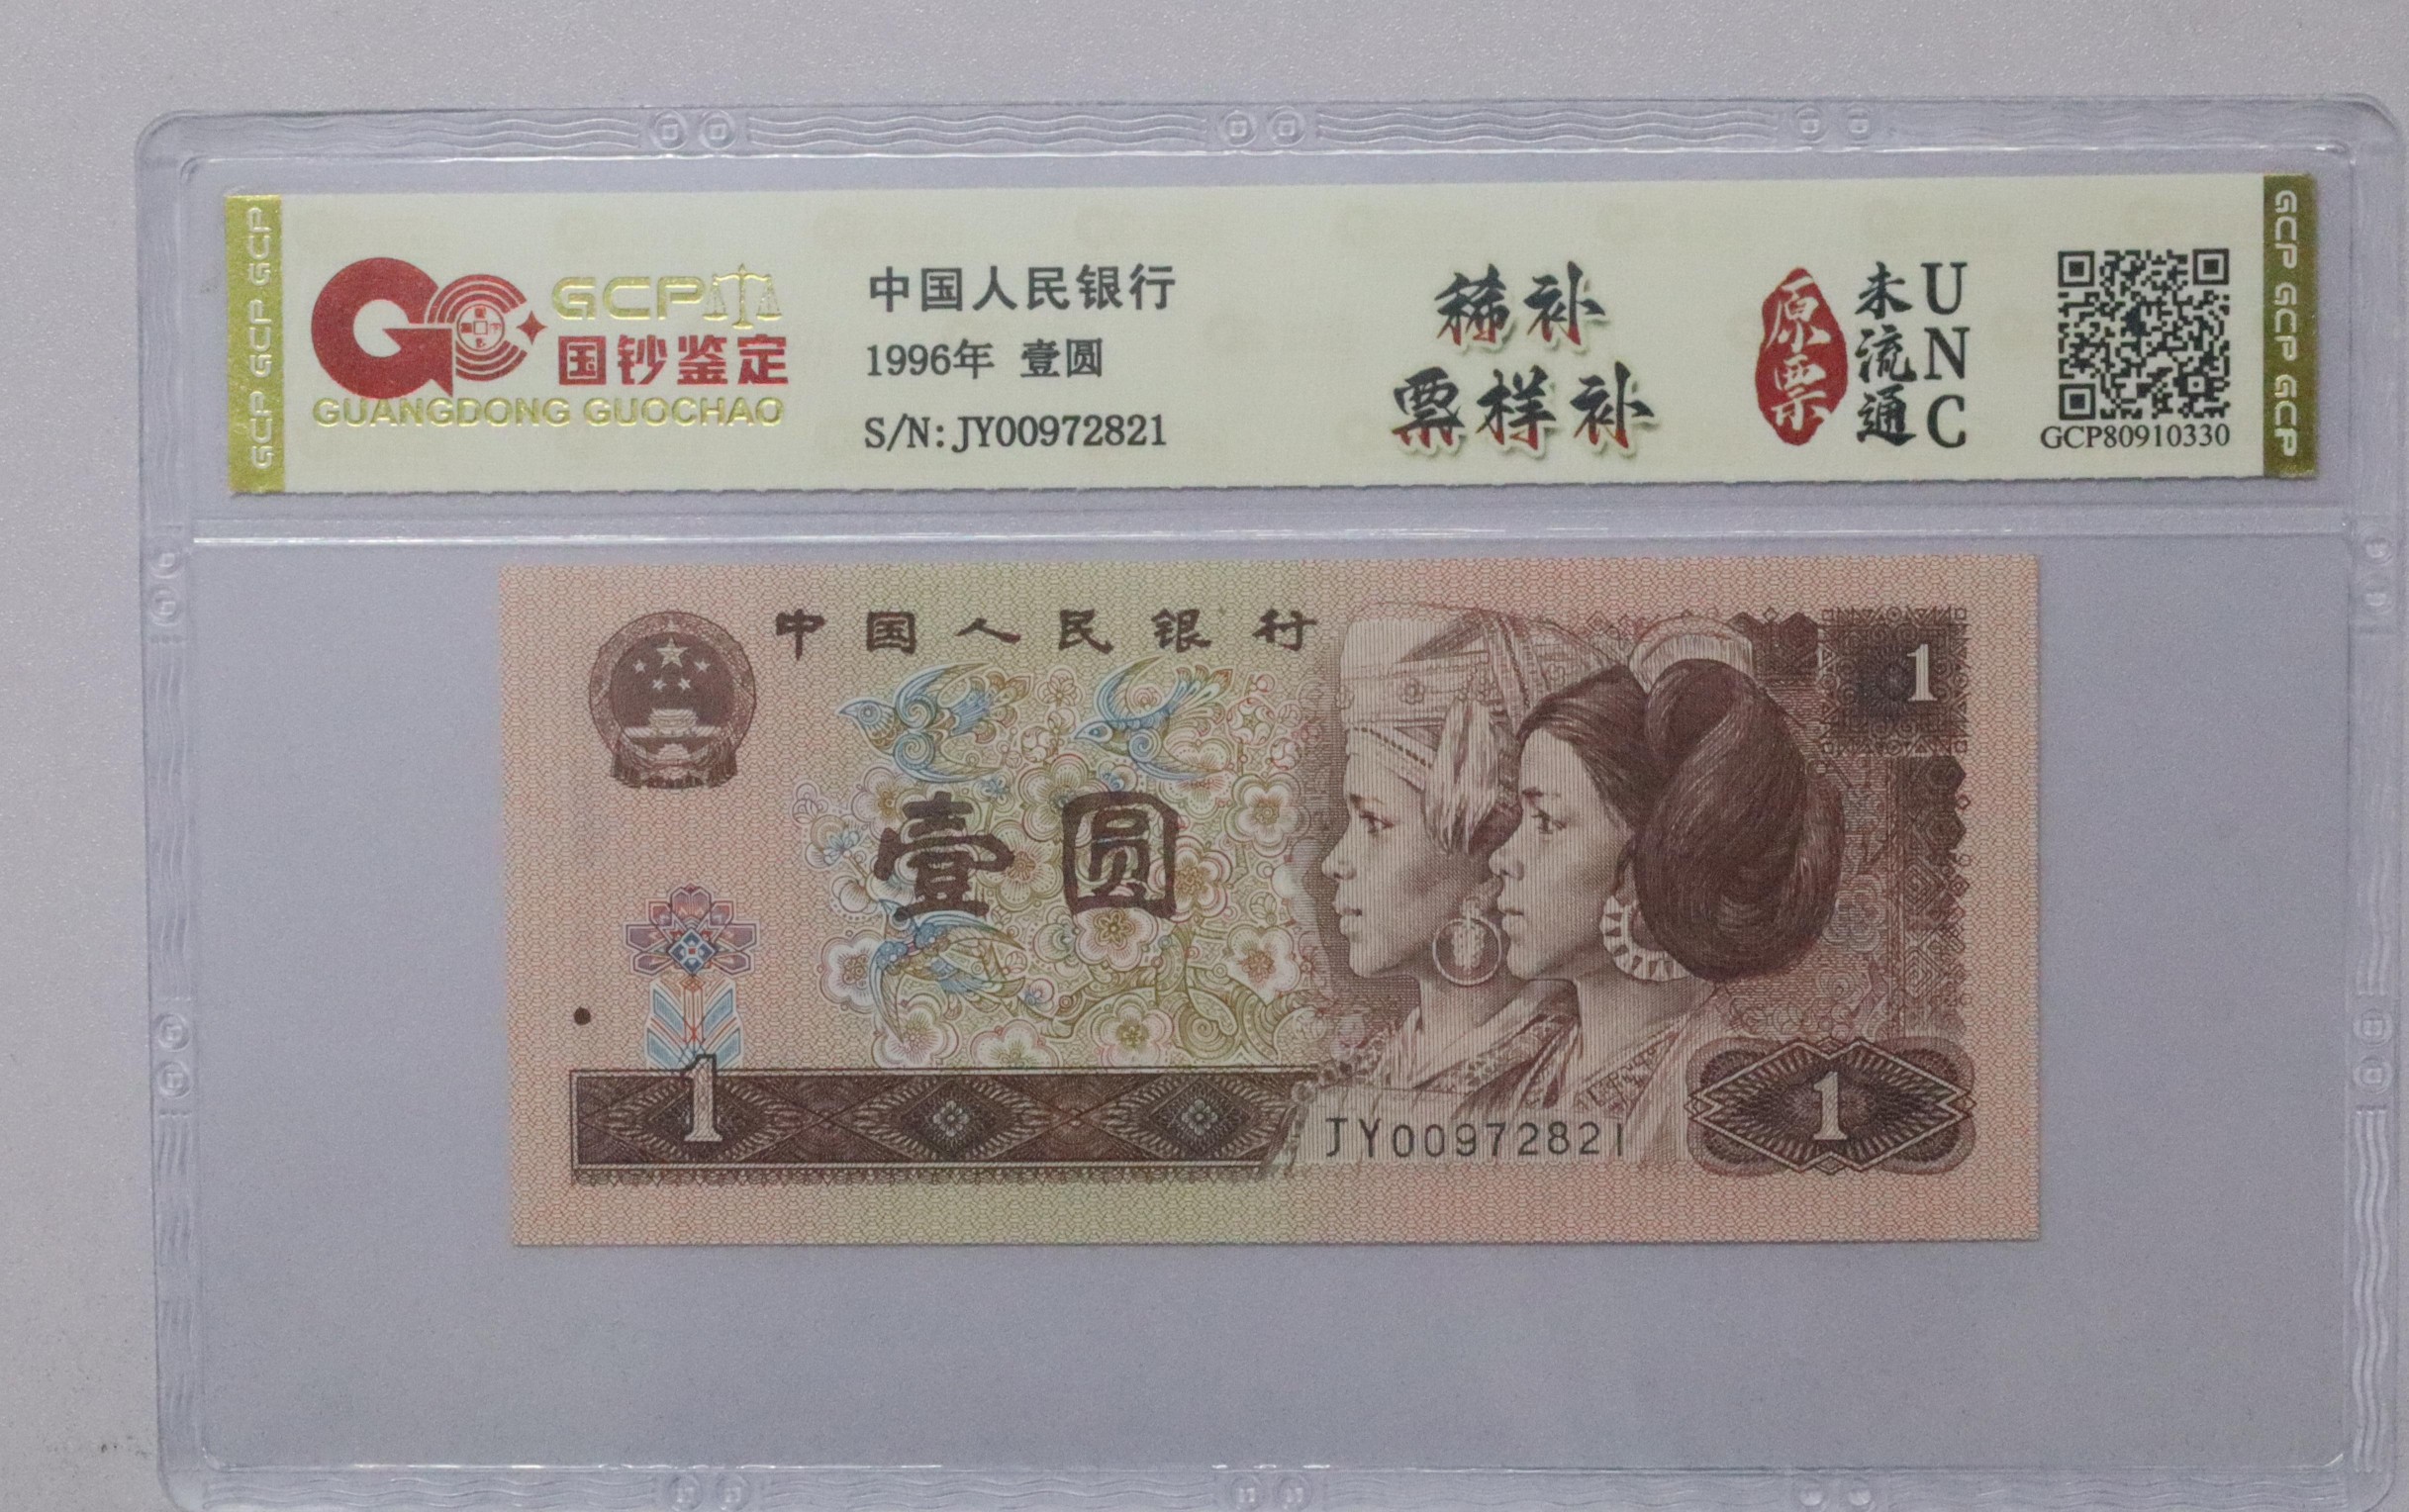 GCP GCP GCP
GCP
国钞鉴定
GUANGDONG GUOCHAO
中国人民银行
1996年 壹圆
S/N:JY00972821
稀补
票样补
原票
未流通
UNC
GCP80910330
GCP GCP GCP
中国人民银行
1
壹圆
1
JY00972821
1